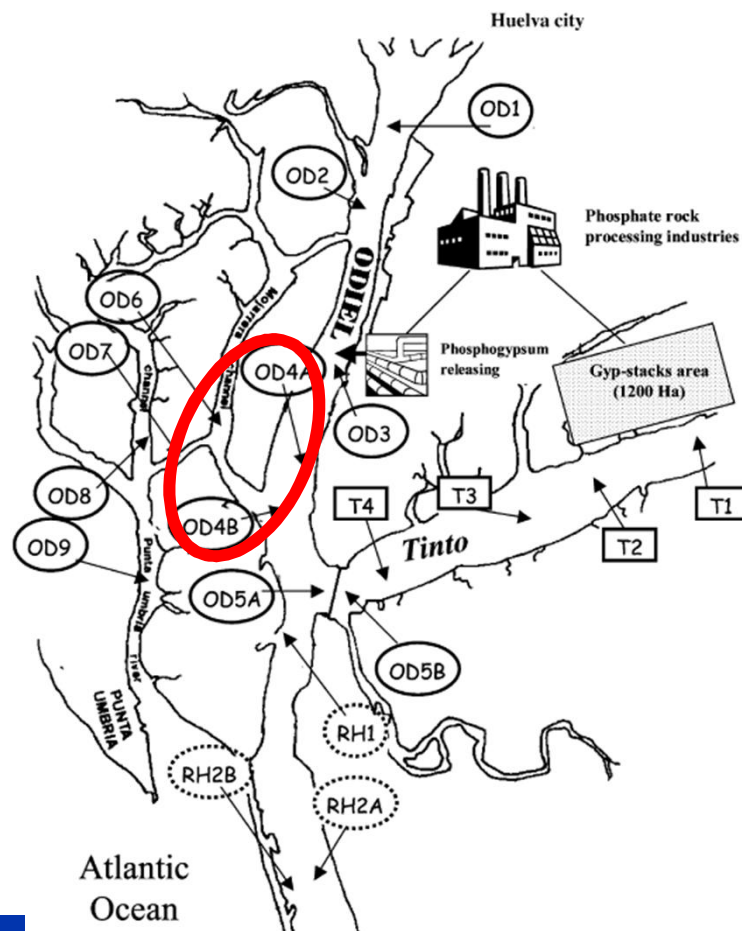 Huelva city
OD1
OD2
Phosphate rock
processing industries
ODIEL
OD6
Mojarrera
channel
OD7
channel
OD4A
Phosphogypsum
releasing
Gyp-stacks area
(1200 Ha)
OD3
OD8
T3
T4
T1
OD4B
OD9
Tinto
T2
Punta
umbria
river
OD5A
OD5B
PUNTA
UMBRIA
RH1
RH2B
RH2A
Atlantic
Ocean